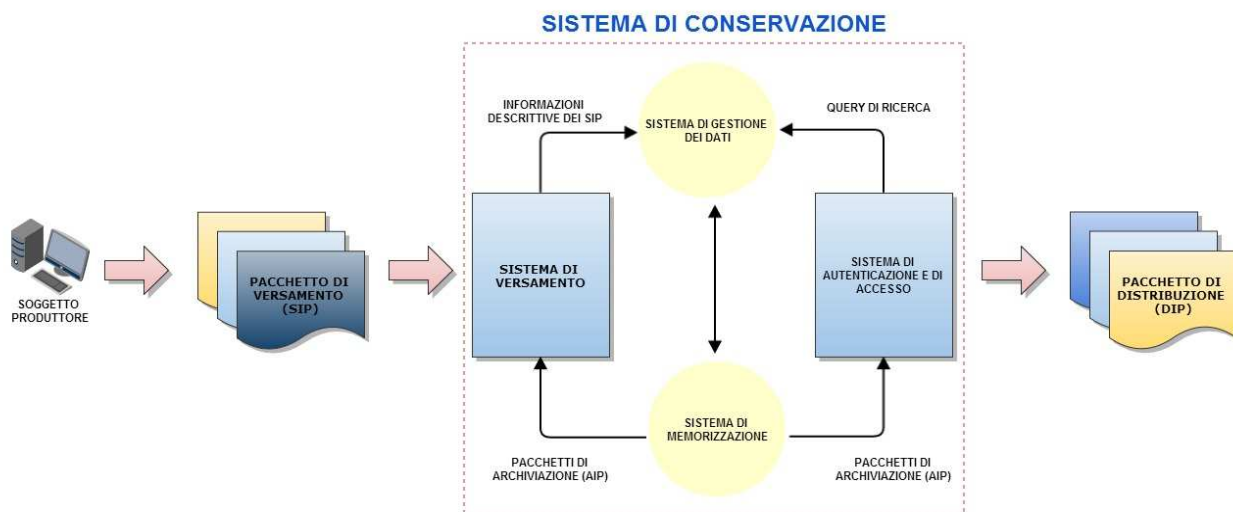 SISTEMA DI CONSERVAZIONE
INFORMAZIONI
DESCRITTIVE DEI SIP
SISTEMA DI GESTIONE
DEI DATI
QUERY DI RICERCA
SOGGETTO
PRODUTTORE
PACCHETTO DI
VERSAMENTO
(SIP)
SISTEMA DI
VERSAMENTO
SISTEMA DI
AUTENTICAZIONE E DI
ACCESSO
PACCHETTO DI
DISTRIBUZIONE
(DIP)
SISTEMA DI
MEMORIZZAZIONE
PACCHETTI DI
ARCHIVIAZIONE (AIP)
PACCHETTI DI
ARCHIVIAZIONE (AIP)